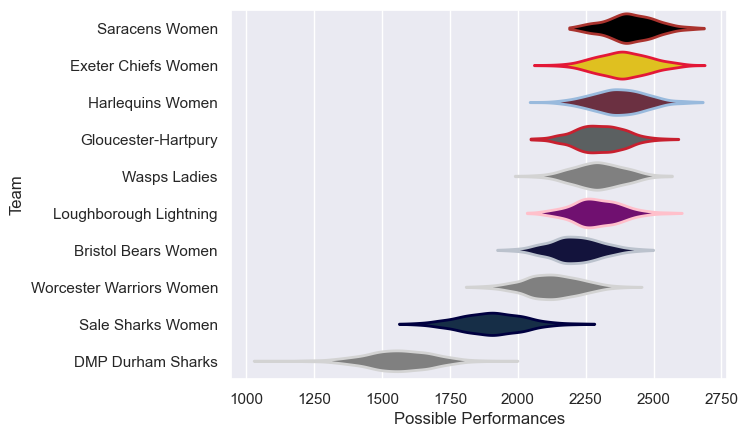 Team
Saracens Women
Exeter Chiefs Women
Harlequins Women
Gloucester-Hartpury
Wasps Ladies
Loughborough Lightning
Bristol Bears Women
Worcester Warriors Women
Sale Sharks Women
DMP Durham Sharks
1000 1250 1500 1750 2000 2250 2500 2750
Possible Performances